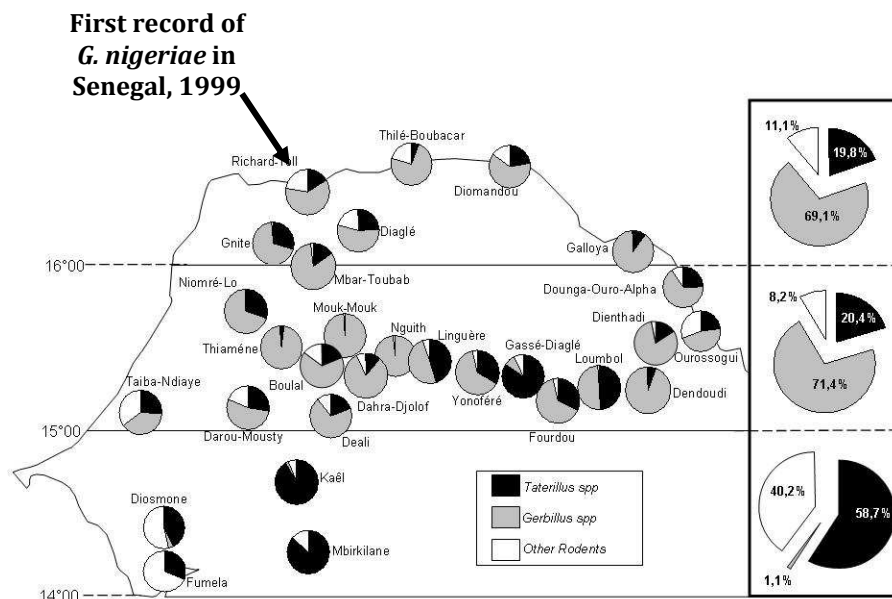 First record of
G. nigeriae in
Senegal, 1999
Thilé-Boubacar
Richard-Toll
Diomandou
Gnite
Diaglé
Galloya
16°00
Mbar-Toubab
Dounga-Ouro-Alpha
Niomré-Lo
Mouk-Mouk
Dienthadi
Nguith
Linguère
Thiaméne
Gassé-Diaglé
Ourossogui
Loumbol
Taiba-Ndiaye
Boulal
Yonoféré
Dendoudi
Dahra-Djolof
Darou-Mousty
Deali
Fourdou
15°00
Kaêl
Diosmone
Mbirkilane
Fumela
14°00
Taterillus spp
Gerbillus spp
Other Rodents
11,1%
19,8%
69,1%
8,2%
20,4%
71,4%
40,2%
58,7%
1,1%